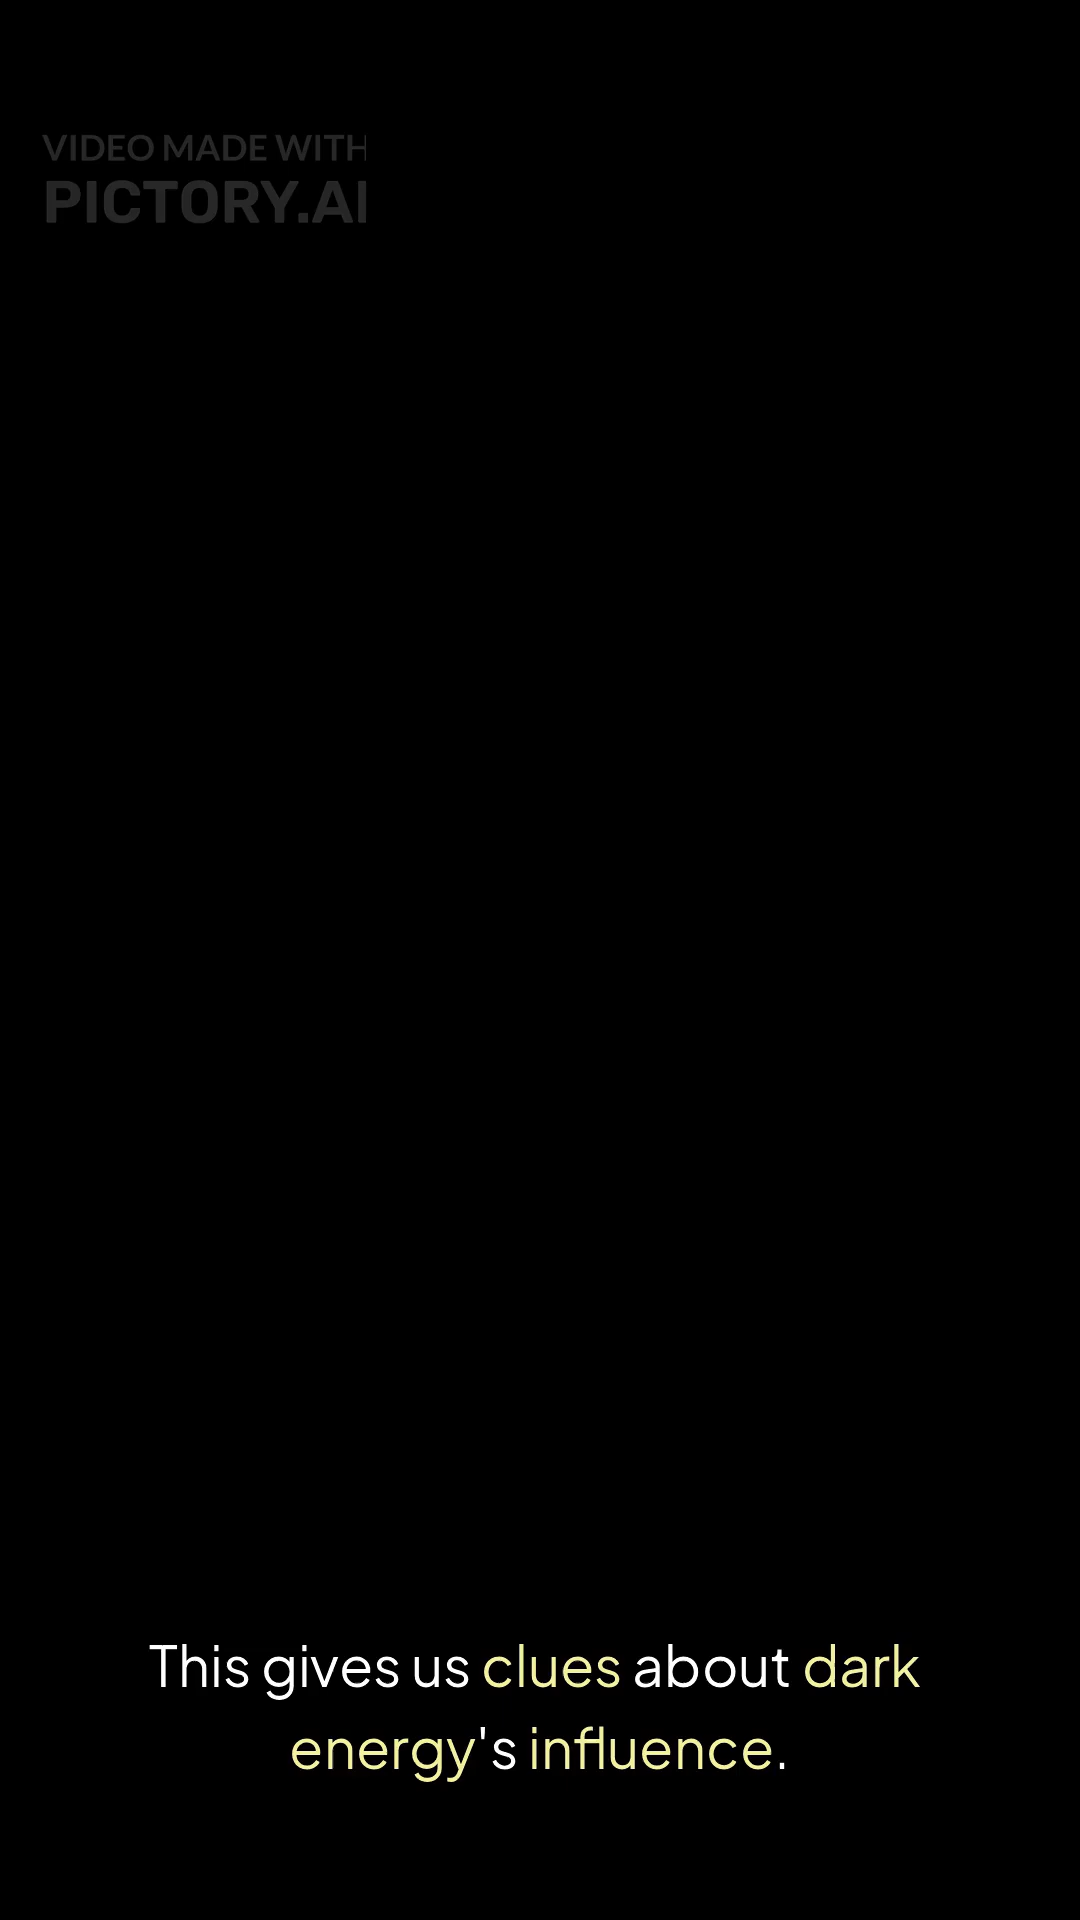 VIDEO MADE WITH
PICTORY.AI
This gives us clues about dark
energy's influence.